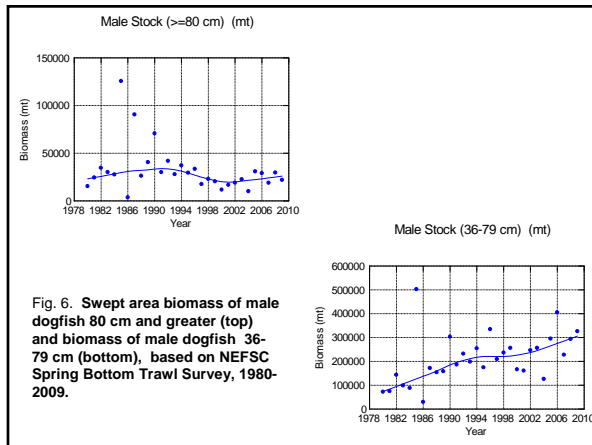 Male Stock (>=80 cm)  (mt)
150000
100000
50000
0
Biomass (mt)
1978 1982 1986 1990 1994 1998 2002 2006 2010
Year
Male Stock (36-79 cm)  (mt)
600000
500000
400000
300000
200000
100000
0
Biomass (mt)
1978 1982 1986 1990 1994 1998 2002 2006 2010
Year
Fig. 6. Swept area biomass of male
dogfish 80 cm and greater (top)
and biomass of male dogfish 36-
79 cm (bottom), based on NEFSC
Spring Bottom Trawl Survey, 1980-
2009.